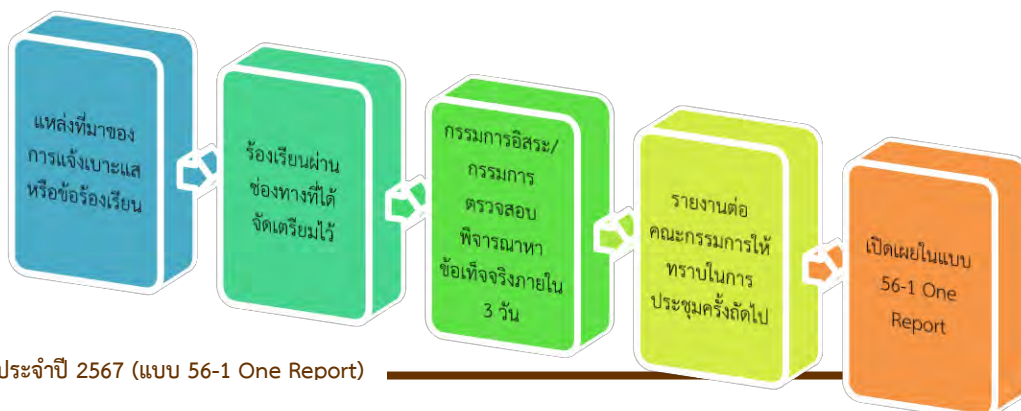 แหล่งที่มาของ
การแจ้งเบาะแส
หรือข้อร้องเรียน
ร้องเรียนผ่าน
ช่องทางที่ได้
จัดเตรียมไว้
กรรมการอิสระ/
กรรมการ
ตรวจสอบ
พิจารณาหา
ข้อเท็จจริงภายใน
3 วัน
รายงานต่อ
คณะกรรมการให้
ทราบในการ
ประชุมครั้งถัดไป
เปิดเผยในแบบ
56-1 One
Report
ประจำปี 2567 (แบบ 56-1 One Report)